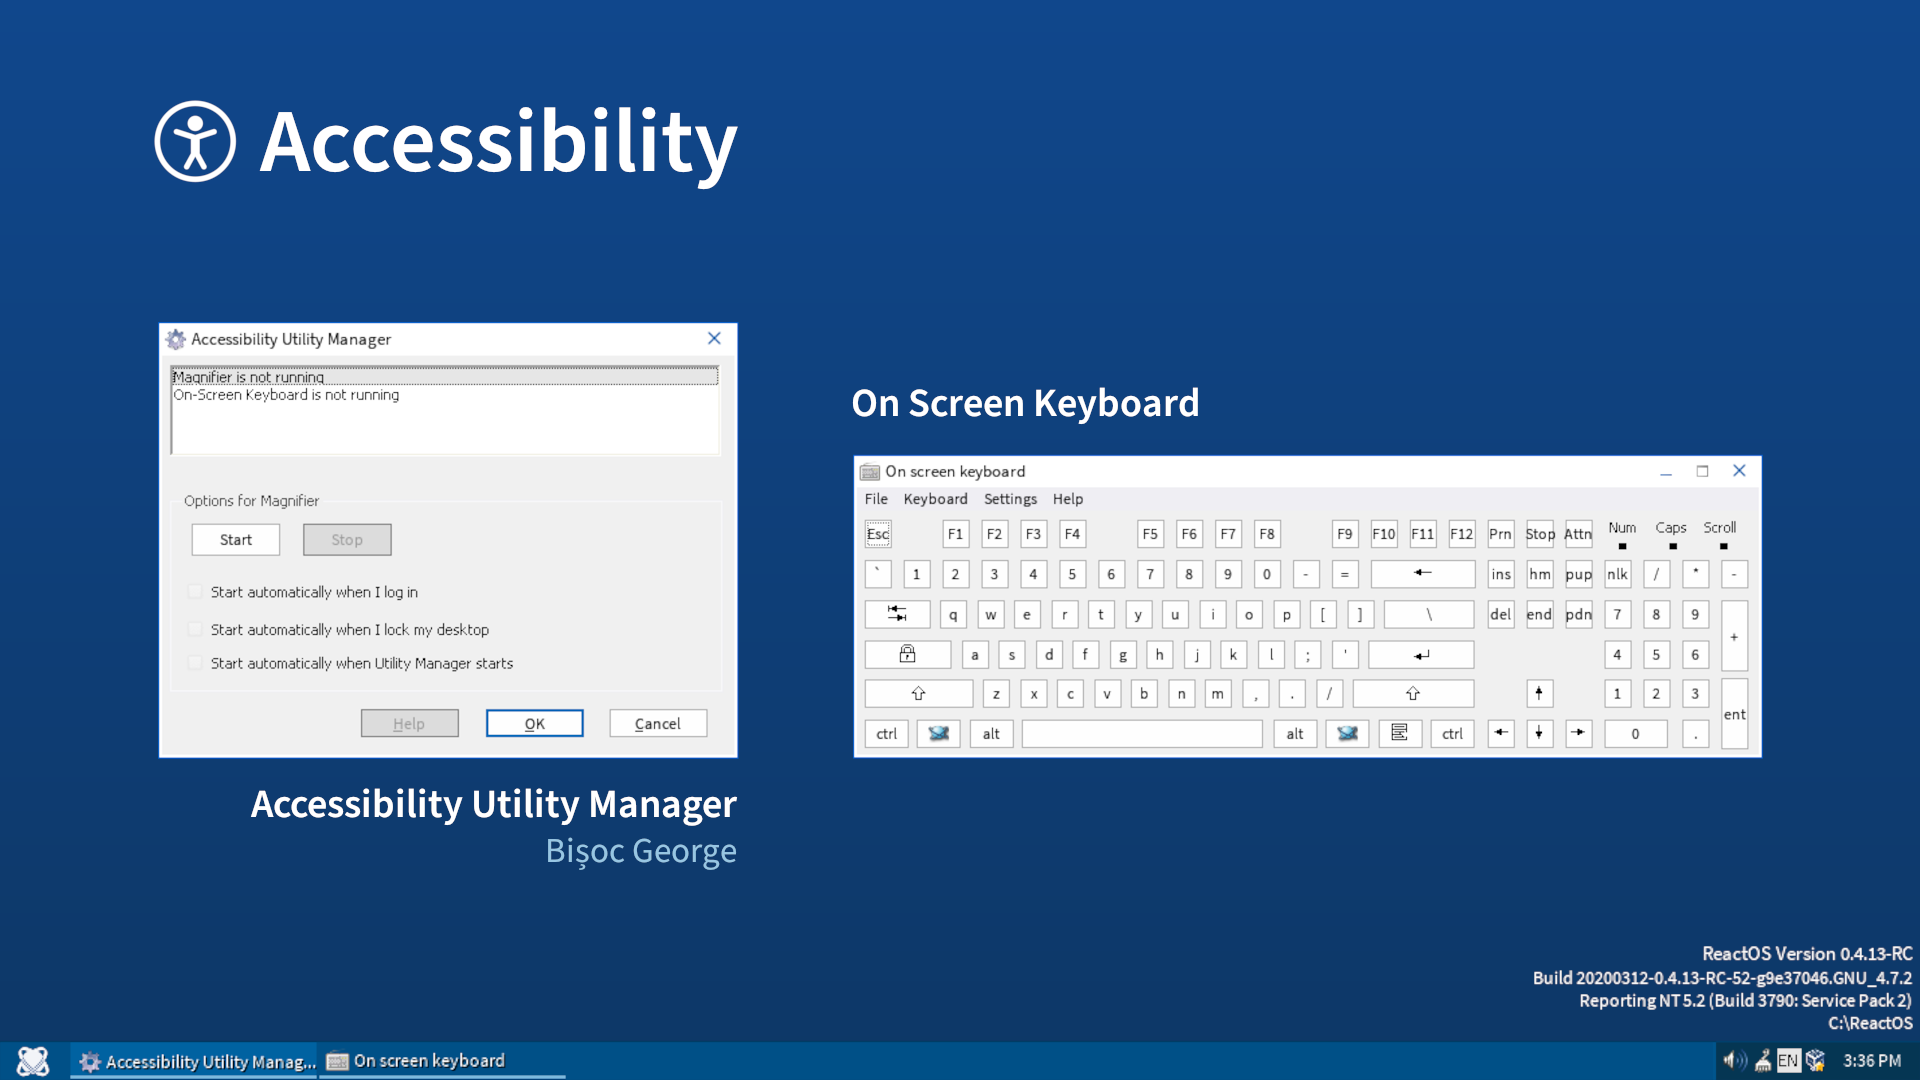 Accessibility
Accessibility Utility Manager
Magnifier is not running
On-Screen Keyboard is not running
Options for Magnifier
Start Stop
Start automatically when I log in
Start automatically when I lock my desktop
Start automatically when Utility Manager starts
Help OK Cancel
Accessibility Utility Manager
Bișoc George
On Screen Keyboard
On screen keyboard
File Keyboard Settings Help
Esc F1 F2 F3 F4 F5 F6 F7 F8 F9 F10 F11 F12 Prn Stop Attn Num Caps Scroll
` 1 2 3 4 5 6 7 8 9 0 - = ← ins hm pup nlk / * -
q w e r t y u i o p [ ] \ del end pdn 7 8 9 +
a s d f g h j k l ; ' 4 5 6
z x c v b n m , . / 1 2 3 ent
ctrl alt alt ctrl 0 .
ReactOS Version 0.4.13-RC
Build 20200312-0.4.13-RC-52-g9e37046.GNU_4.7.2
Reporting NT 5.2 (Build 3790: Service Pack 2)
C:\ReactOS
Accessibility Utility Manag... On screen keyboard EN 3:36 PM